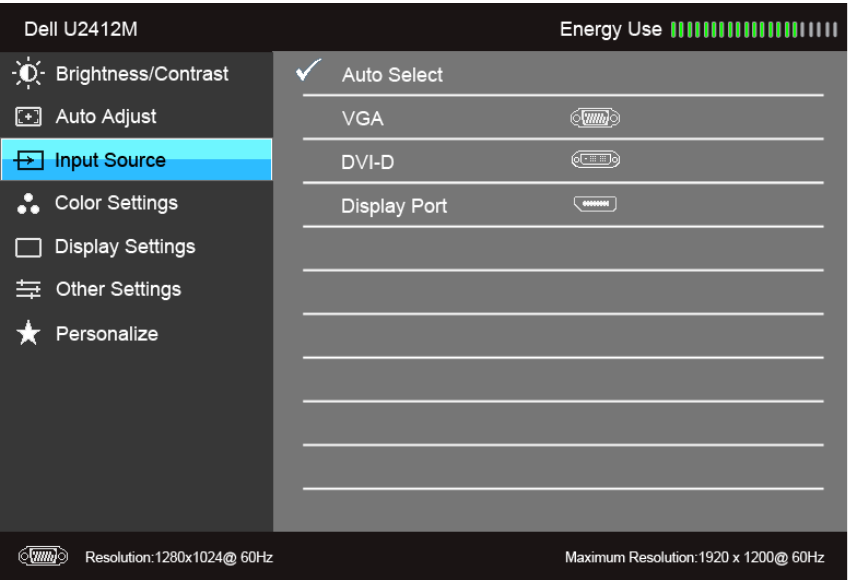 Dell U2412M
Energy Use
Brightness/Contrast
Auto Adjust
Input Source
Color Settings
Display Settings
Other Settings
Personalize
Auto Select
VGA
DVI-D
Display Port
Resolution:1280x1024@ 60Hz
Maximum Resolution:1920 x 1200@ 60Hz